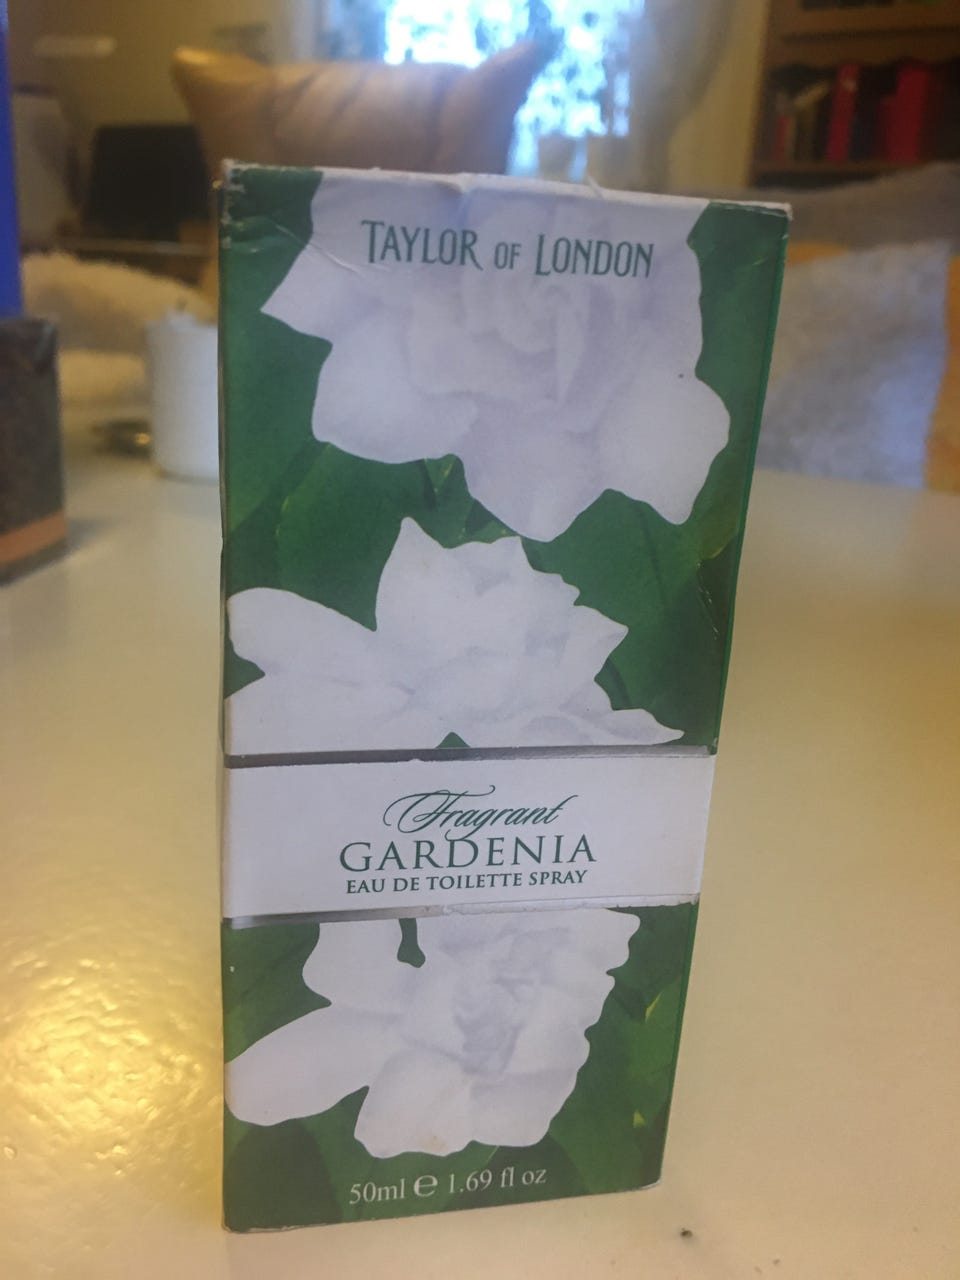 TAYLOR OF LONDON
Fragrant
GARDENIA
EAU DE TOILETTE SPRAY
50ml ℮ 1.69 fl oz